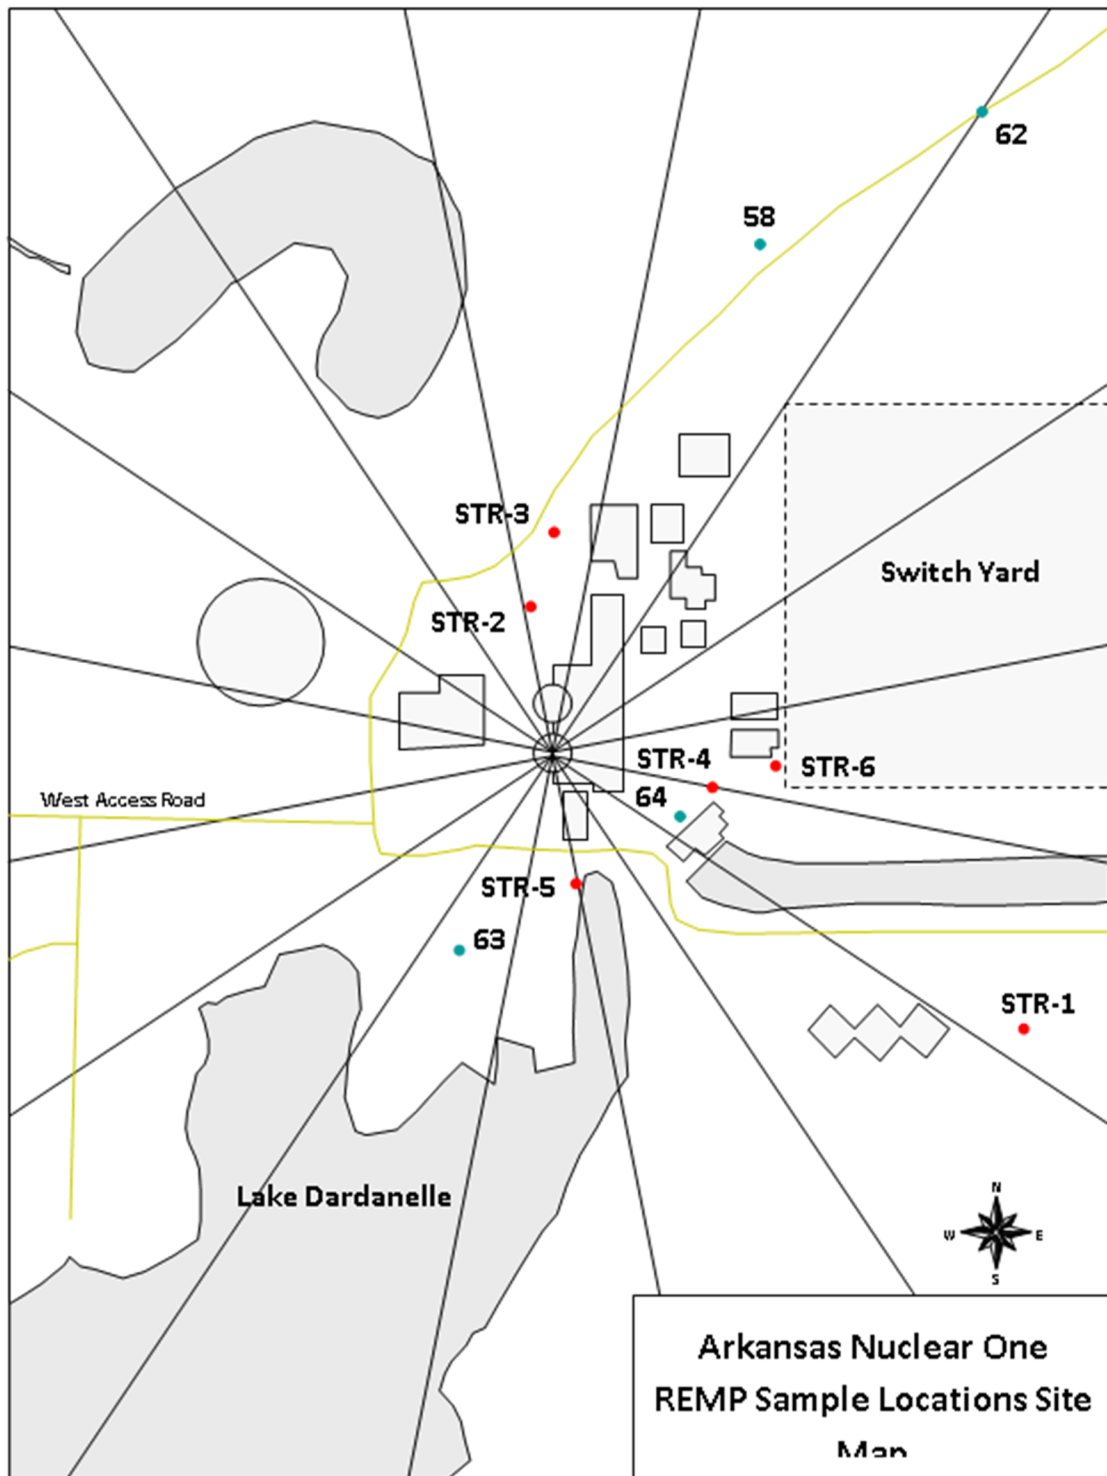 62
58
STR-3
Switch Yard
STR-2
STR-4
STR-6
64
West Access Road
STR-5
63
STR-1
Lake Dardanelle
N
W
E
S
Arkansas Nuclear One
REMP Sample Locations Site
Map